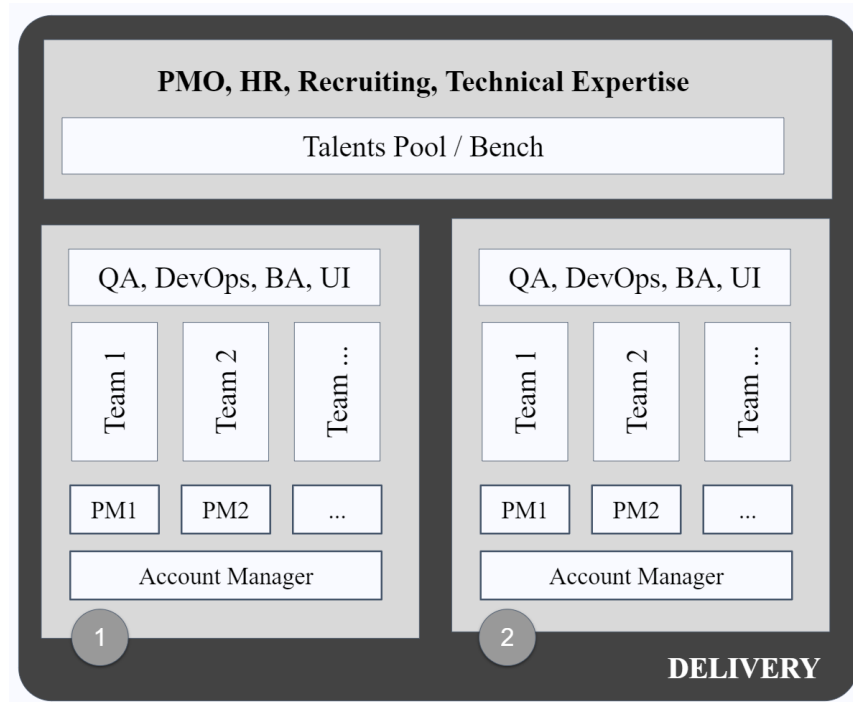 PMO, HR, Recruiting, Technical Expertise
Talents Pool / Bench
QA, DevOps, BA, UI
Team 1
Team 2
Team ...
PM1
PM2
...
Account Manager
1
QA, DevOps, BA, UI
Team 1
Team 2
Team ...
PM1
PM2
...
Account Manager
2
DELIVERY